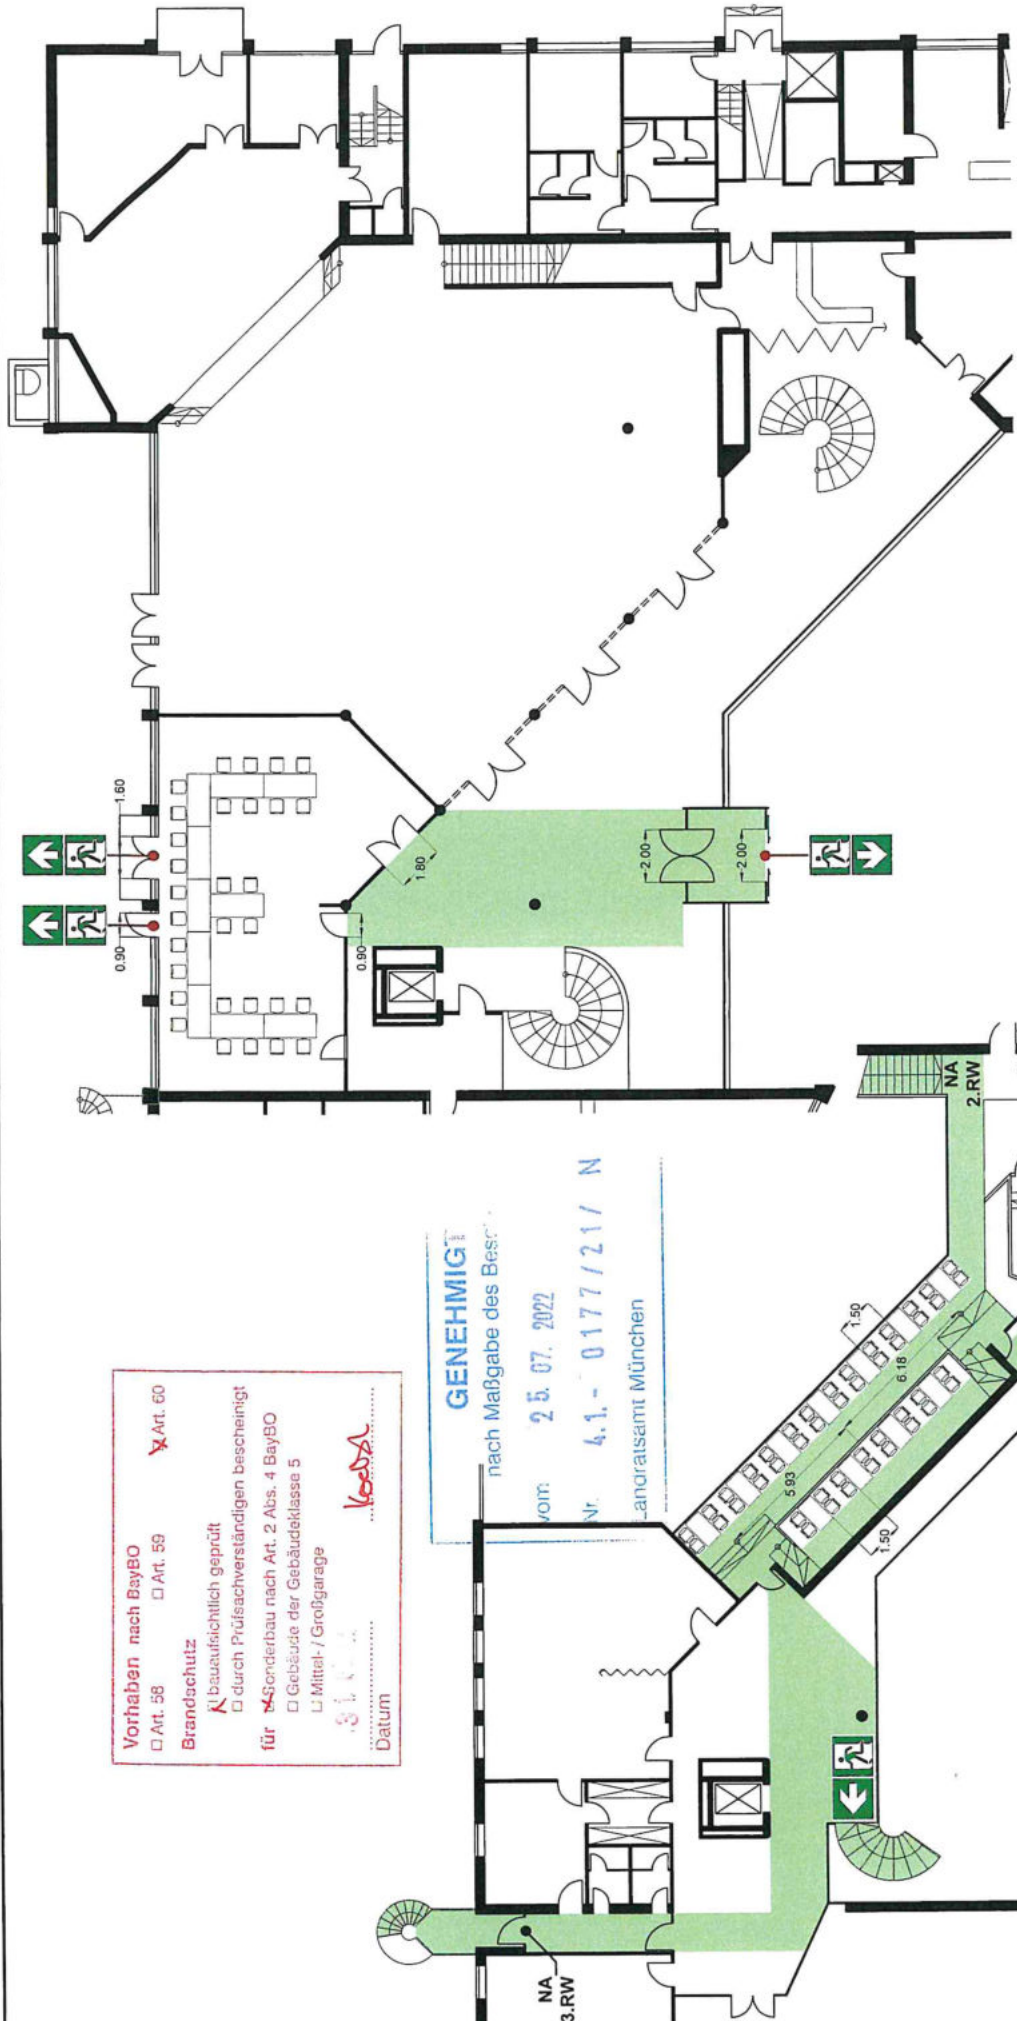 1.60
0.90
1.80
0.90
2.00
2.00
NA
2.RW
1.50
6.18
5.93
1.50
NA
3.RW
Vorhaben nach BayBO
Art. 58 Art. 59 Art. 60
Brandschutz
bauaufsichtlich geprüft
durch Prüfsachverständigen bescheinigt
für Sonderbau nach Art. 2 Abs. 4 BayBO
Gebäude der Gebäudeklasse 5
Mittel- / Großgarage
Datum
GENEHMIGT
nach Maßgabe des
vom 25. 07. 2022
Nr. 4.1.- 0177/21/ N
Landratsamt München